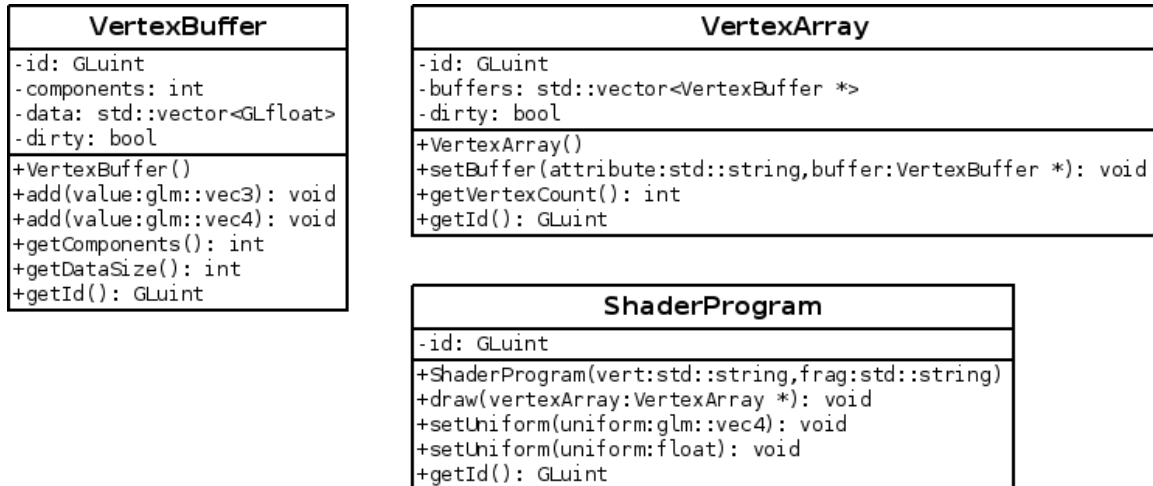 VertexBuffer
-id: GLuint
-components: int
-data: std::vector<GLfloat>
-dirty: bool
+VertexBuffer()
+add(value:glm::vec3): void
+add(value:glm::vec4): void
+getComponents(): int
+getDataSize(): int
+getId(): GLuint
VertexArray
-id: GLuint
-buffers: std::vector<VertexBuffer *>
-dirty: bool
+VertexArray()
+setBuffer(attribute:std::string,buffer:VertexBuffer *): void
+getVertexCount(): int
+getId(): GLuint
ShaderProgram
-id: GLuint
+ShaderProgram(vert:std::string,frag:std::string)
+draw(vertexArray:VertexArray *): void
+setUniform(uniform:glm::vec4): void
+setUniform(uniform:float): void
+getId(): GLuint